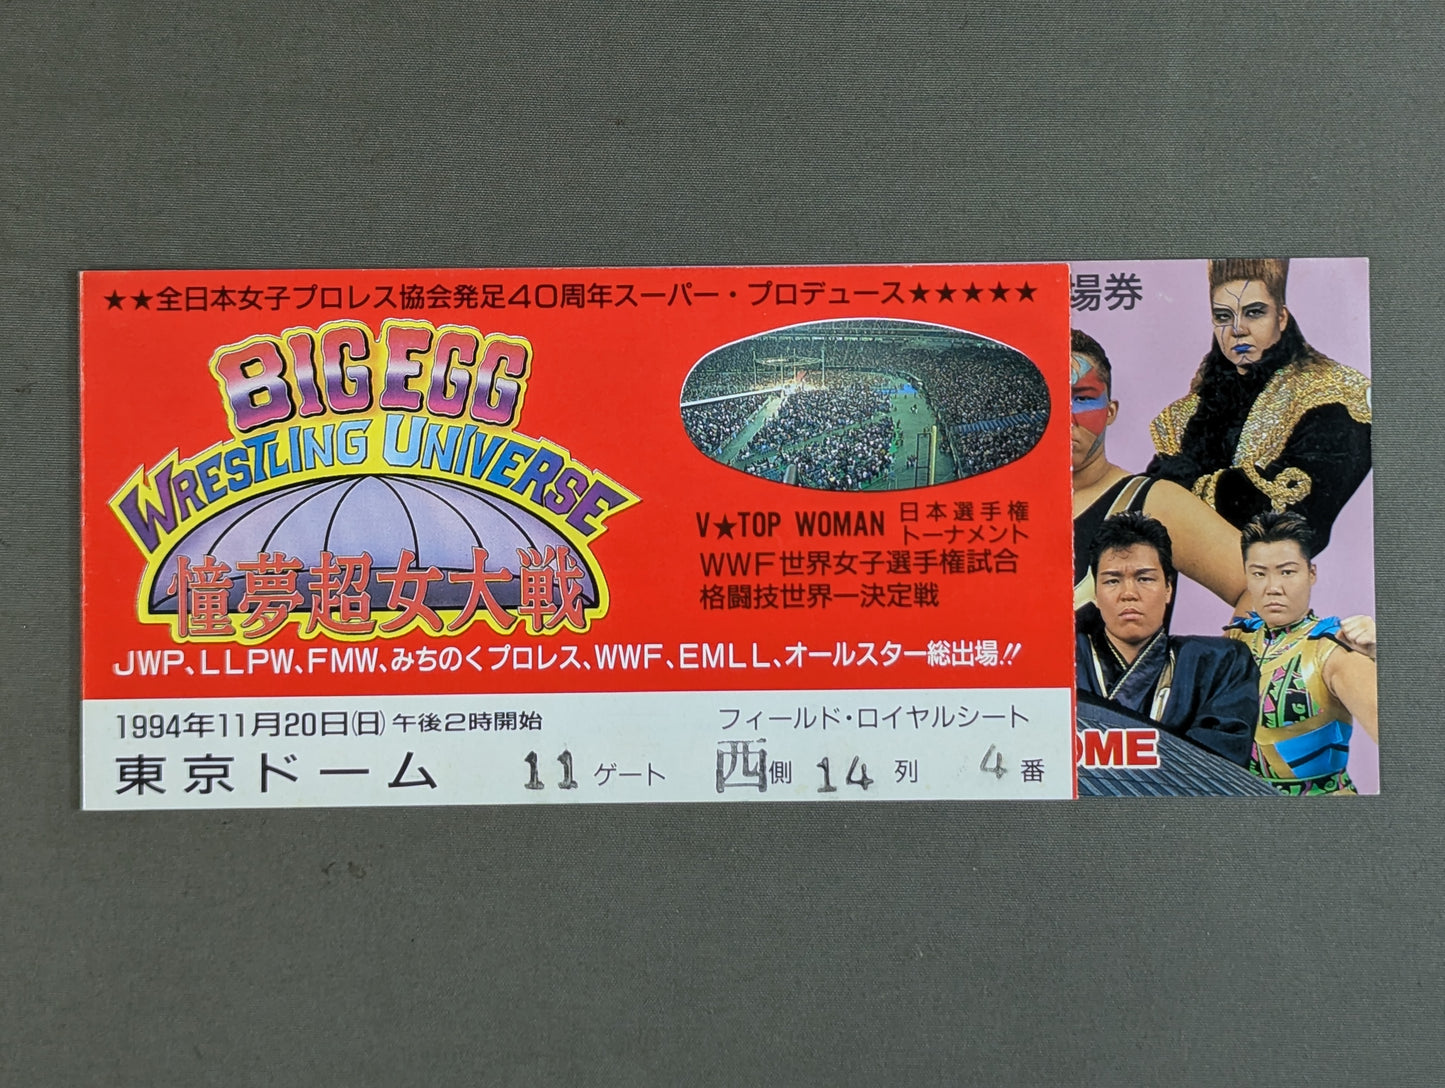 ★★全日本女子プロレス協会発足40周年スーパー・プロデュース★★★★★
BIG EGG
WRESTLING UNIVERSE
憧夢超女大戦
V★TOP WOMAN 日本選手権トーナメント
WWF世界女子選手権試合
格闘技世界一決定戦
JWP、LLPW、FMW、みちのくプロレス、WWF、EMLL、オールスター総出場!!
1994年11月20日(日)午後2時開始
フィールド・ロイヤルシート
東京ドーム 11 ゲート 西側 14 列 4 番
場券
OME